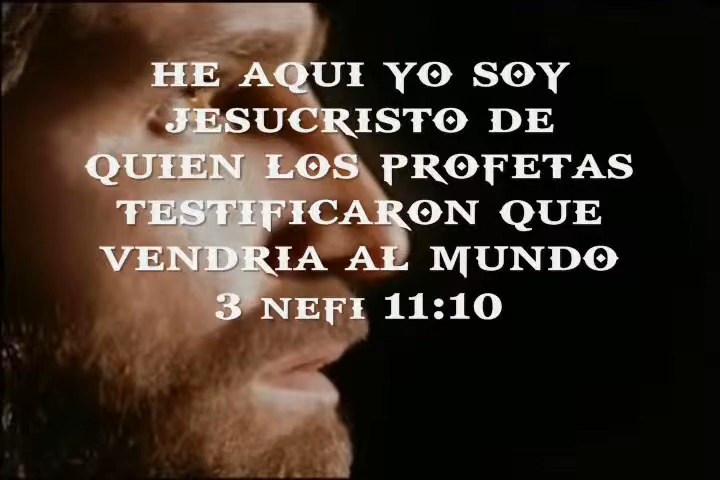 HE AQUI YO SOY
JESUCRISTO DE
QUIEN LOS PROFETAS
TESTIFICARON QUE
VENDRIA AL MUNDO
3 NEFI 11:10